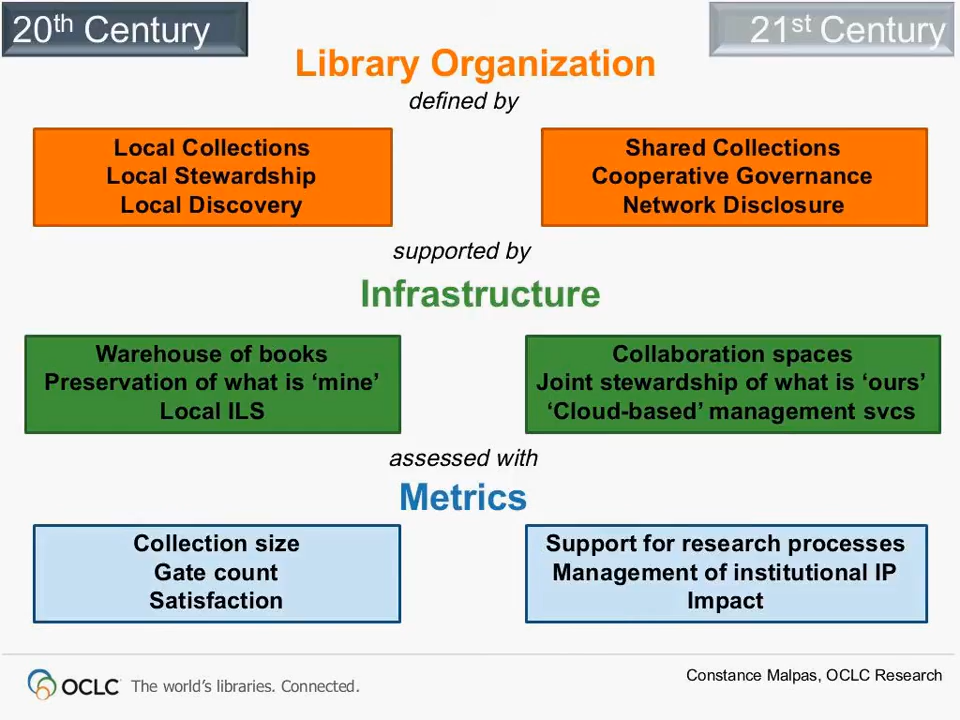 20th Century
21st Century
Library Organization
defined by
Local Collections
Local Stewardship
Local Discovery
Shared Collections
Cooperative Governance
Network Disclosure
supported by
Infrastructure
Warehouse of books
Preservation of what is ‘mine’
Local ILS
Collaboration spaces
Joint stewardship of what is ‘ours’
‘Cloud-based’ management svcs
assessed with
Metrics
Collection size
Gate count
Satisfaction
Support for research processes
Management of institutional IP
Impact
OCLC The world’s libraries. Connected.
Constance Malpas, OCLC Research